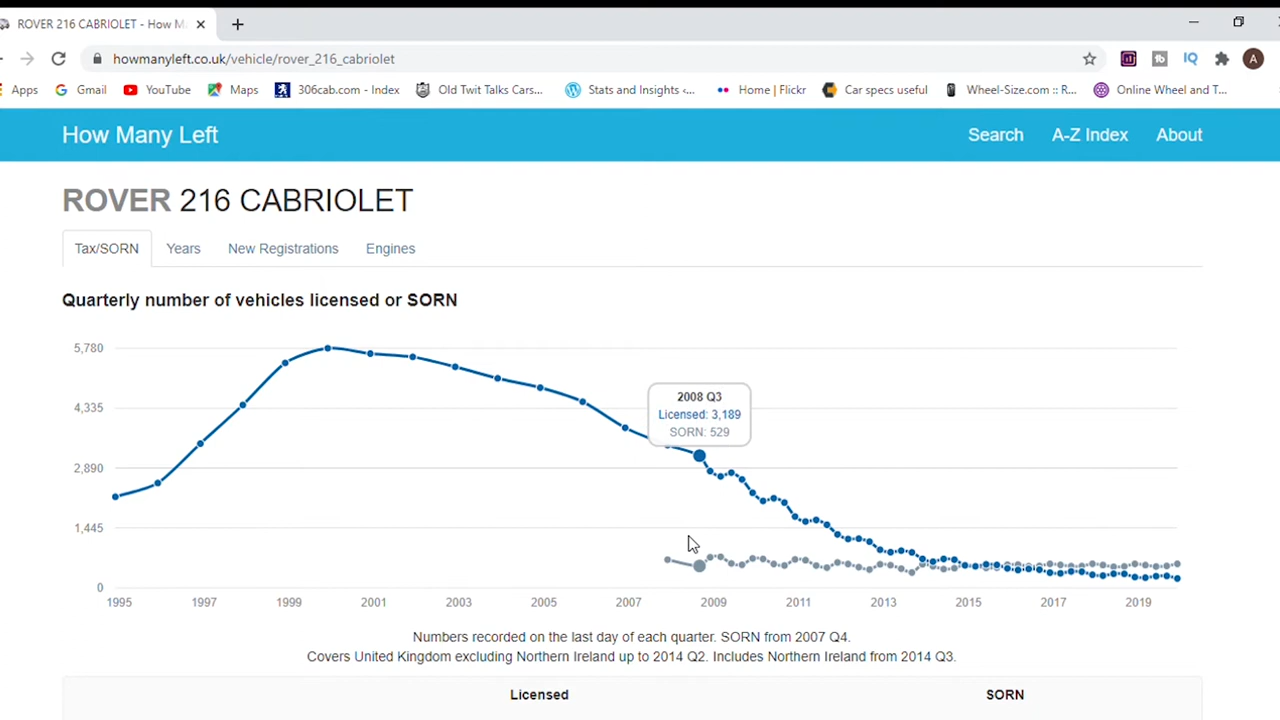 ROVER 216 CABRIOLET - How M
howmanyleft.co.uk/vehicle/rover_216_cabriolet
A
Apps Gmail YouTube Maps 306cab.com - Index Old Twit Talks Cars... Stats and Insights ‹... Home | Flickr Car specs useful Wheel-Size.com :: R... Online Wheel and T...
How Many Left Search A-Z Index About
ROVER 216 CABRIOLET
Tax/SORN Years New Registrations Engines
Quarterly number of vehicles licensed or SORN
5,780
4,335
2,890
1,445
0
2008 Q3
Licensed: 3,189
SORN: 529
1995 1997 1999 2001 2003 2005 2007 2009 2011 2013 2015 2017 2019
Numbers recorded on the last day of each quarter. SORN from 2007 Q4.
Covers United Kingdom excluding Northern Ireland up to 2014 Q2. Includes Northern Ireland from 2014 Q3.
Licensed SORN